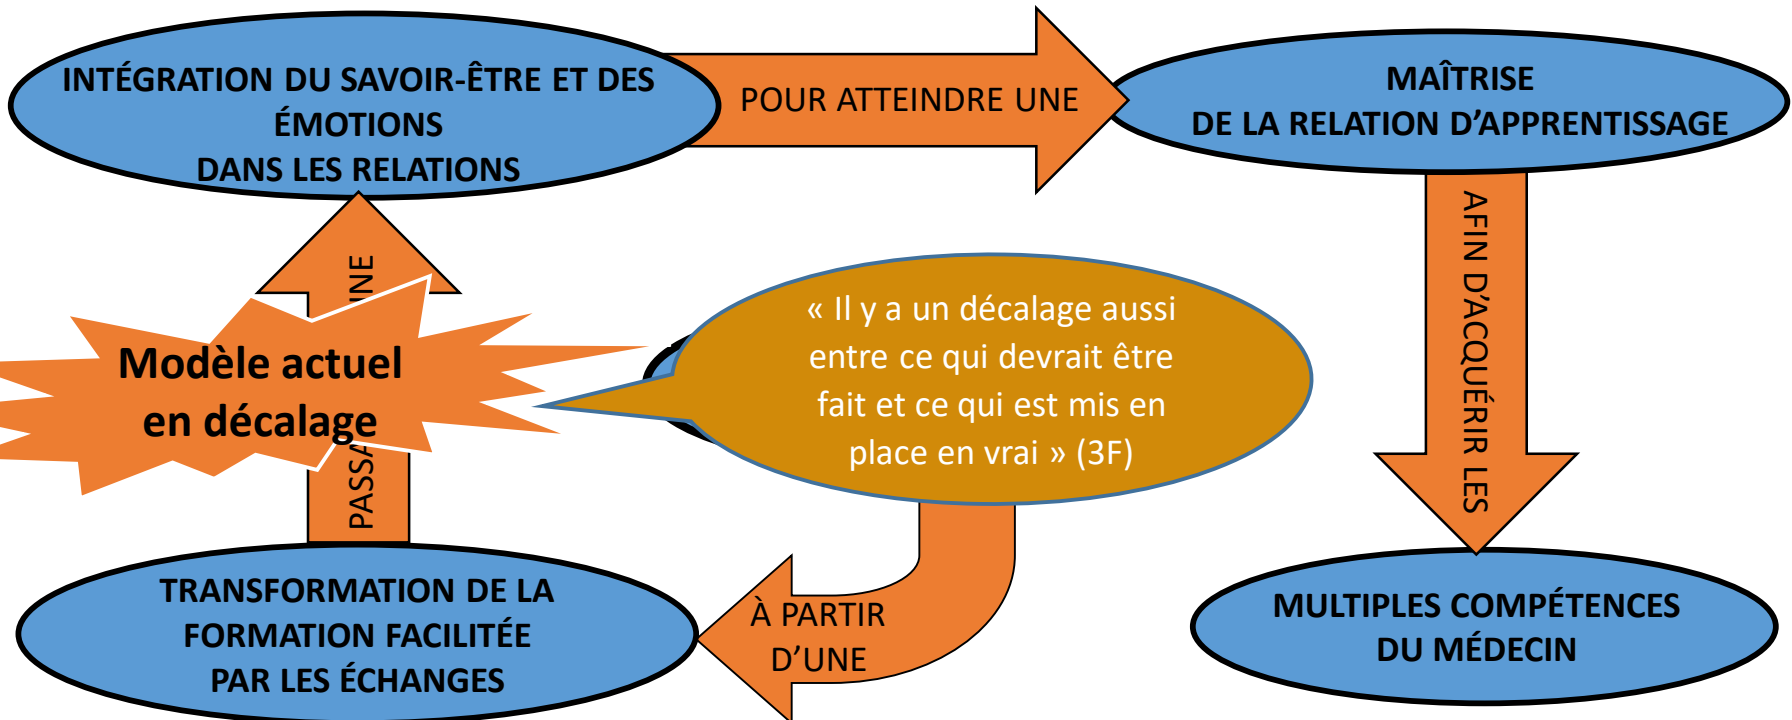 INTÉGRATION DU SAVOIR-ÊTRE ET DES
ÉMOTIONS
DANS LES RELATIONS
POUR ATTEINDRE UNE
MAÎTRISE
DE LA RELATION D’APPRENTISSAGE
AFIN D’ACQUÉRIR LES
MULTIPLES COMPÉTENCES
DU MÉDECIN
« Il y a un décalage aussi
entre ce qui devrait être
fait et ce qui est mis en
place en vrai » (3F)
Modèle actuel
en décalage
À PARTIR
D’UNE
TRANSFORMATION DE LA
FORMATION FACILITÉE
PAR LES ÉCHANGES